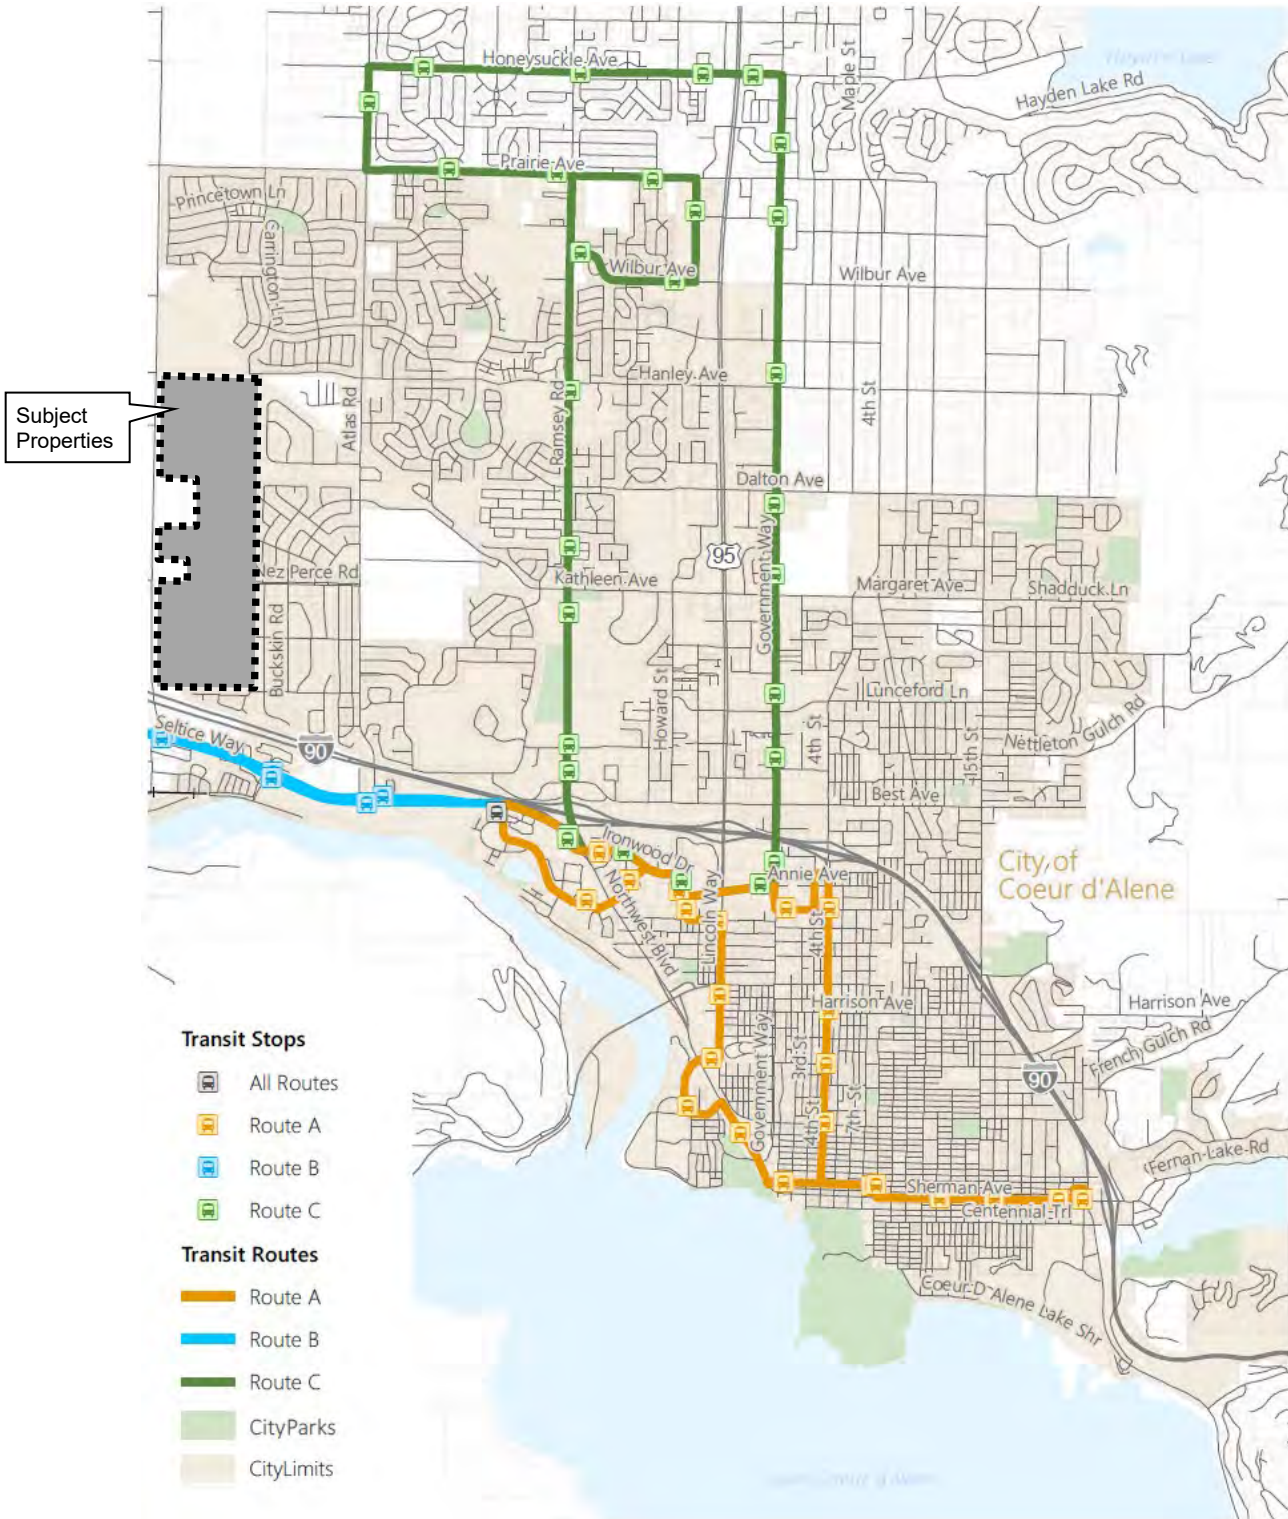 Honeysuckle Ave
Maple St
Hayden Lake
Hayden Lake Rd
Prairie Ave
Princetown Ln
Carrington Ln
Wilbur Ave
Wilbur Ave
Hanley Ave
Subject
Properties
Atlas Rd
Ramsey Rd
4th St
Dalton Ave
Government Way
95
Nez Perce Rd
Kathleen Ave
Margaret Ave
Shadduck Ln
Buckskin Rd
Howard St
Lunceford Ln
Nettleton Gulch Rd
Seltice Way
90
4th St
15th St
Best Ave
Ironwood Dr
Annie Ave
City of
Coeur d'Alene
Northwest Blvd
Lincoln Way
4th St
Harrison Ave
Harrison Ave
French Gulch Rd
Government Way
3rd St
90
4th St
7th St
Fernan Lake Rd
Sherman Ave
Centennial Trl
Coeur D Alene Lake Shr
Transit Stops
All Routes
Route A
Route B
Route C
Transit Routes
Route A
Route B
Route C
CityParks
CityLimits